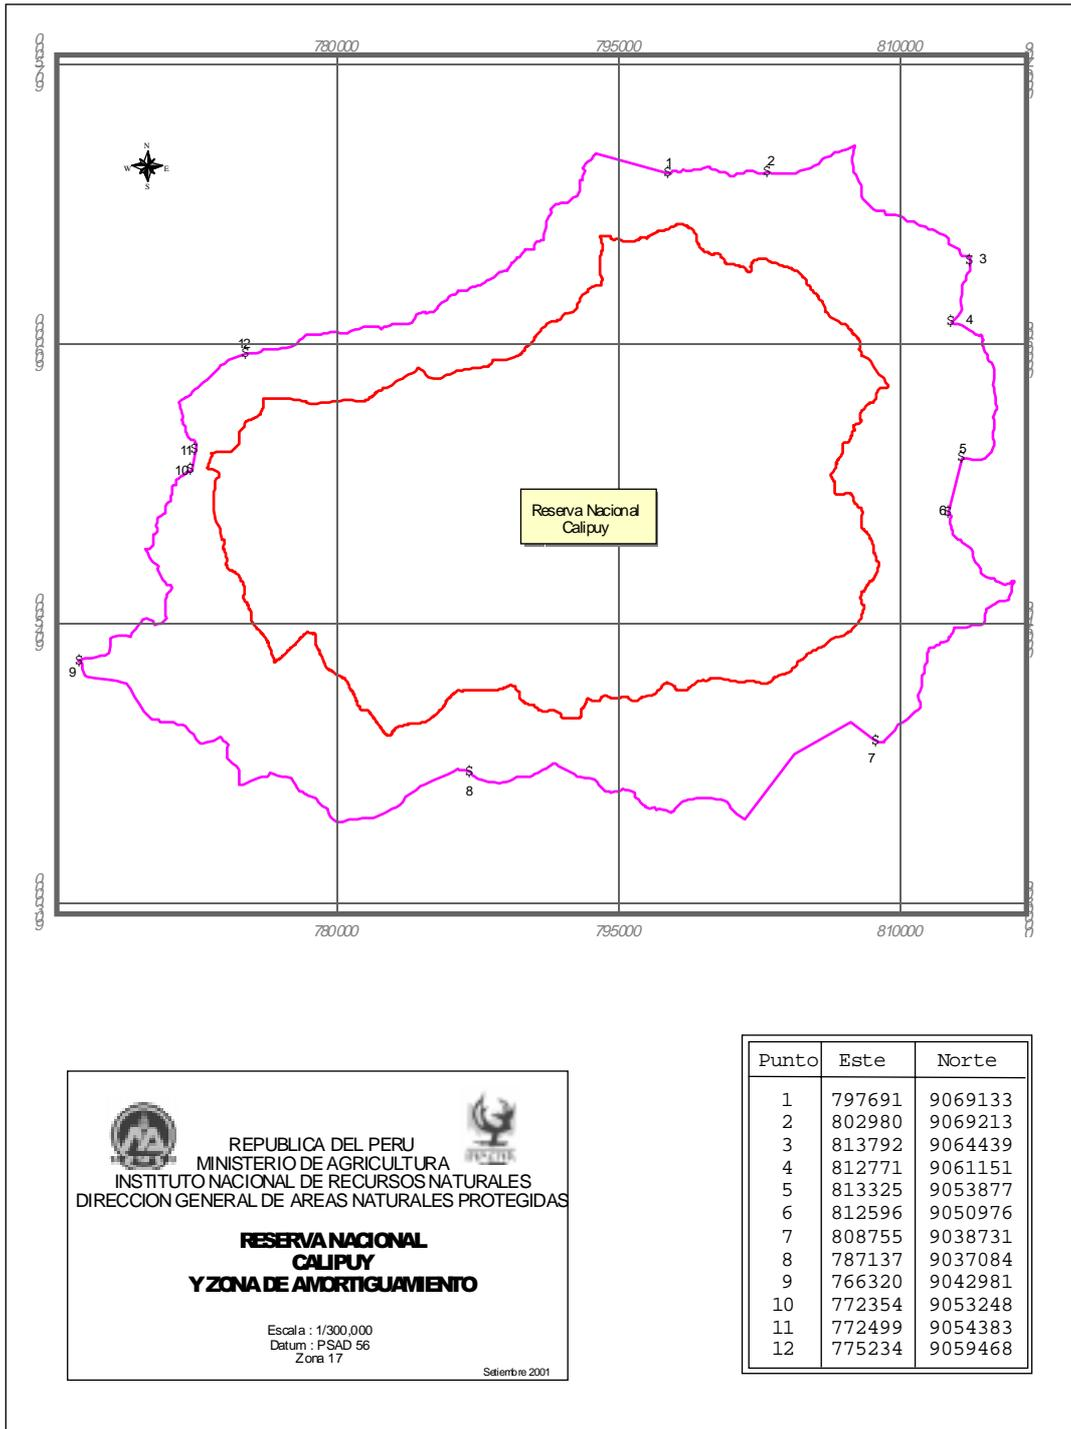 780000 795000 810000
N
W E
S
1
2
3
4
12
5
11
10
6
Reserva Nacional
Calipuy
9
7
8
780000 795000 810000
REPUBLICA DEL PERU
MINISTERIO DE AGRICULTURA
INSTITUTO NACIONAL DE RECURSOS NATURALES
DIRECCION GENERAL DE AREAS NATURALES PROTEGIDAS
RESERVA NACIONAL
CALIPUY
Y ZONA DE AMORTIGUAMIENTO
Escala : 1/300,000
Datum : PSAD 56
Zona 17
Setiembre 2001
Punto Este Norte
1 797691 9069133
2 802980 9069213
3 813792 9064439
4 812771 9061151
5 813325 9053877
6 812596 9050976
7 808755 9038731
8 787137 9037084
9 766320 9042981
10 772354 9053248
11 772499 9054383
12 775234 9059468